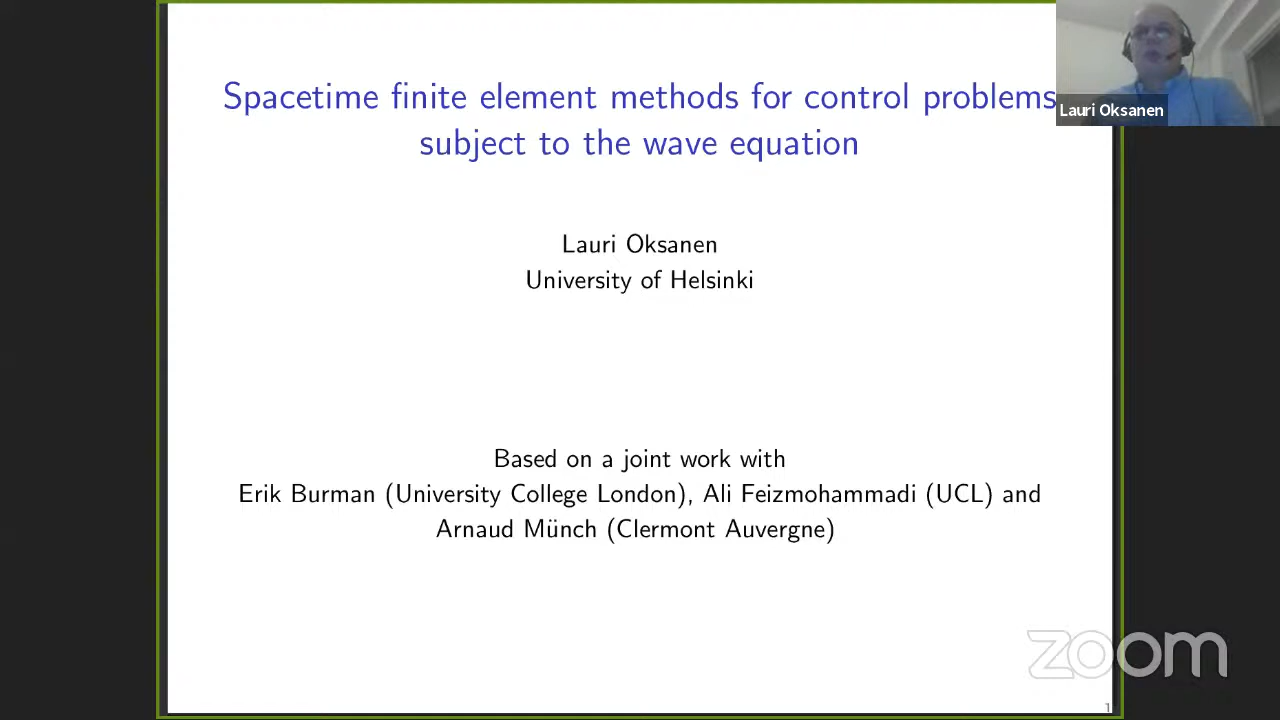 Spacetime finite element methods for control problems
subject to the wave equation
Lauri Oksanen
Lauri Oksanen
University of Helsinki
Based on a joint work with
Erik Burman (University College London), Ali Feizmohammadi (UCL) and
Arnaud Münch (Clermont Auvergne)
zoom
1